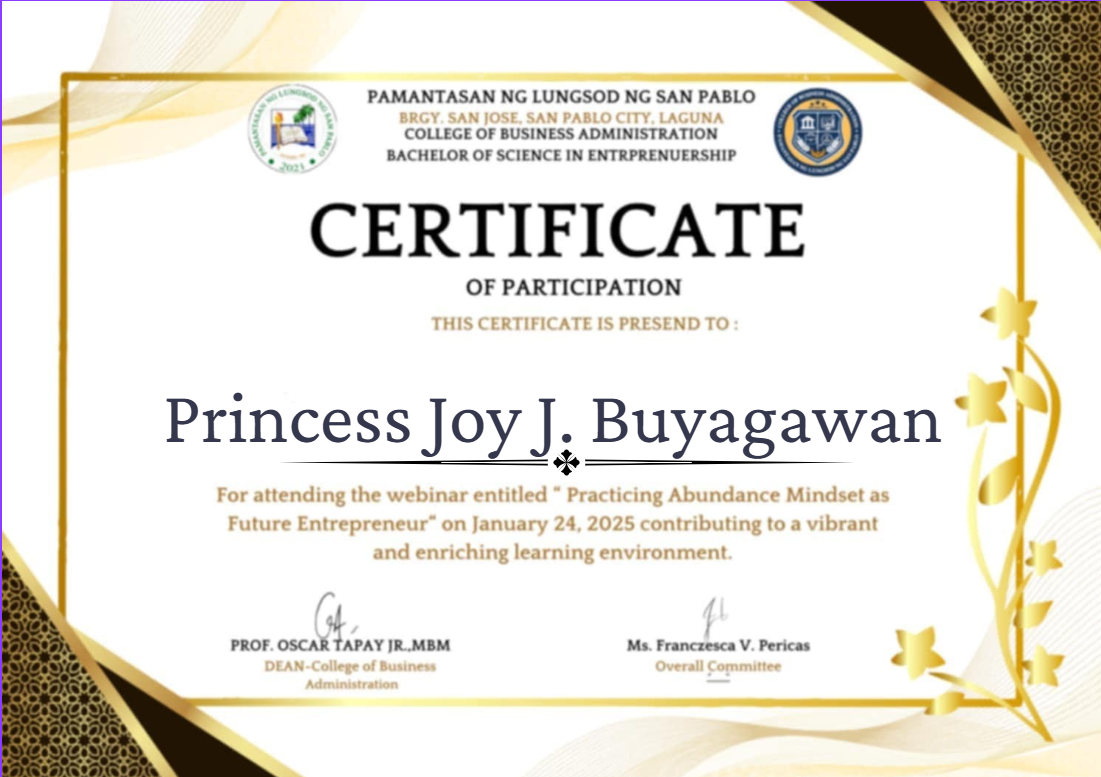 PAMANTASAN NG LUNGSOD NG SAN PABLO
BRGY. SAN JOSE, SAN PABLO CITY, LAGUNA
COLLEGE OF BUSINESS ADMINISTRATION
BACHELOR OF SCIENCE IN ENTRPRENUERSHIP
PAMANTASAN NG LUNGSOD NG SAN PABLO
2021
CERTIFICATE
OF PARTICIPATION
THIS CERTIFICATE IS PRESEND TO :
Princess Joy J. Buyagawan
For attending the webinar entitled “ Practicing Abundance Mindset as
Future Entrepreneur“ on January 24, 2025 contributing to a vibrant
and enriching learning environment.
PROF. OSCAR TAPAY JR.,MBM
DEAN-College of Business
Administration
Ms. Franczesca V. Pericas
Overall Committee